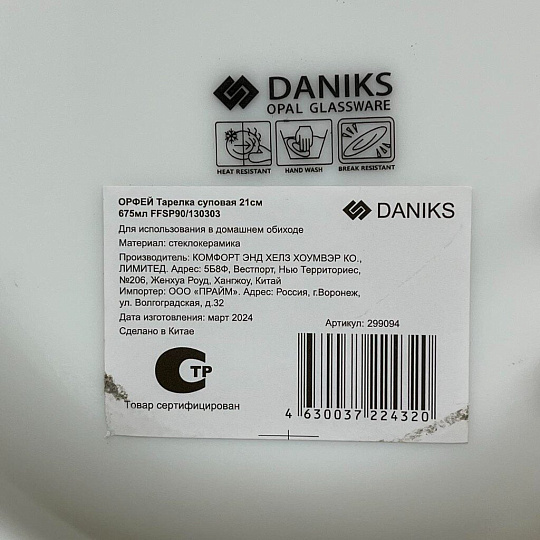 DANIKS
OPAL GLASSWARE
HEAT RESISTANT
HAND WASH
BREAK RESISTANT
ОРФЕЙ Тарелка суповая 21см
675мл FFSP90/130303
DANIKS
Для использования в домашнем обиходе
Материал: стеклокерамика
Производитель: КОМФОРТ ЭНД ХЕЛЗ ХОУМВЭР КО.,
ЛИМИТЕД. Адрес: 5Б8Ф, Вестпорт, Нью Территориес,
№206, Женхуа Роуд, Хангжоу, Китай
Импортер: ООО «ПРАЙМ». Адрес: Россия, г.Воронеж,
ул. Волгоградская, д.32
Дата изготовления: март 2024
Сделано в Китае
Артикул: 299094
ТР
Товар сертифицирован
4 630037 224320